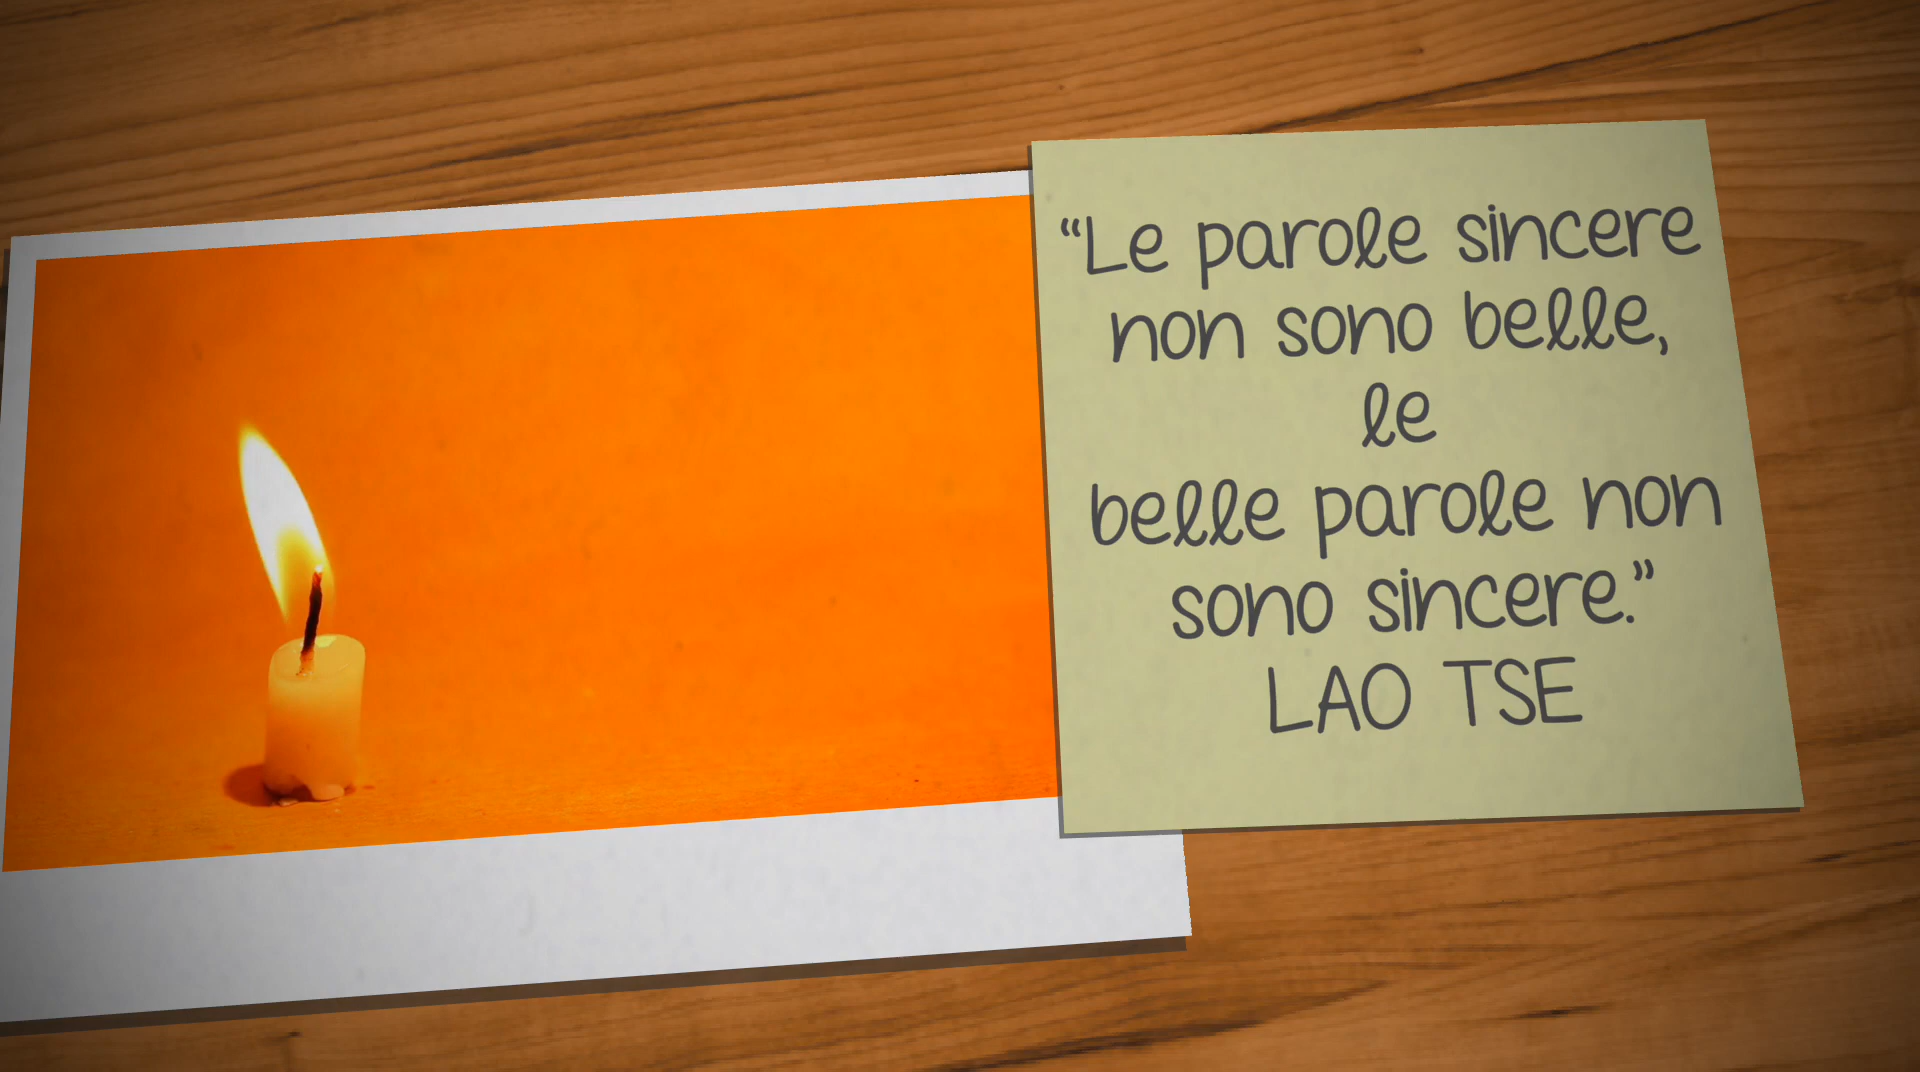 “Le parole sincere
non sono belle,
le
belle parole non
sono sincere.”
LAO TSE